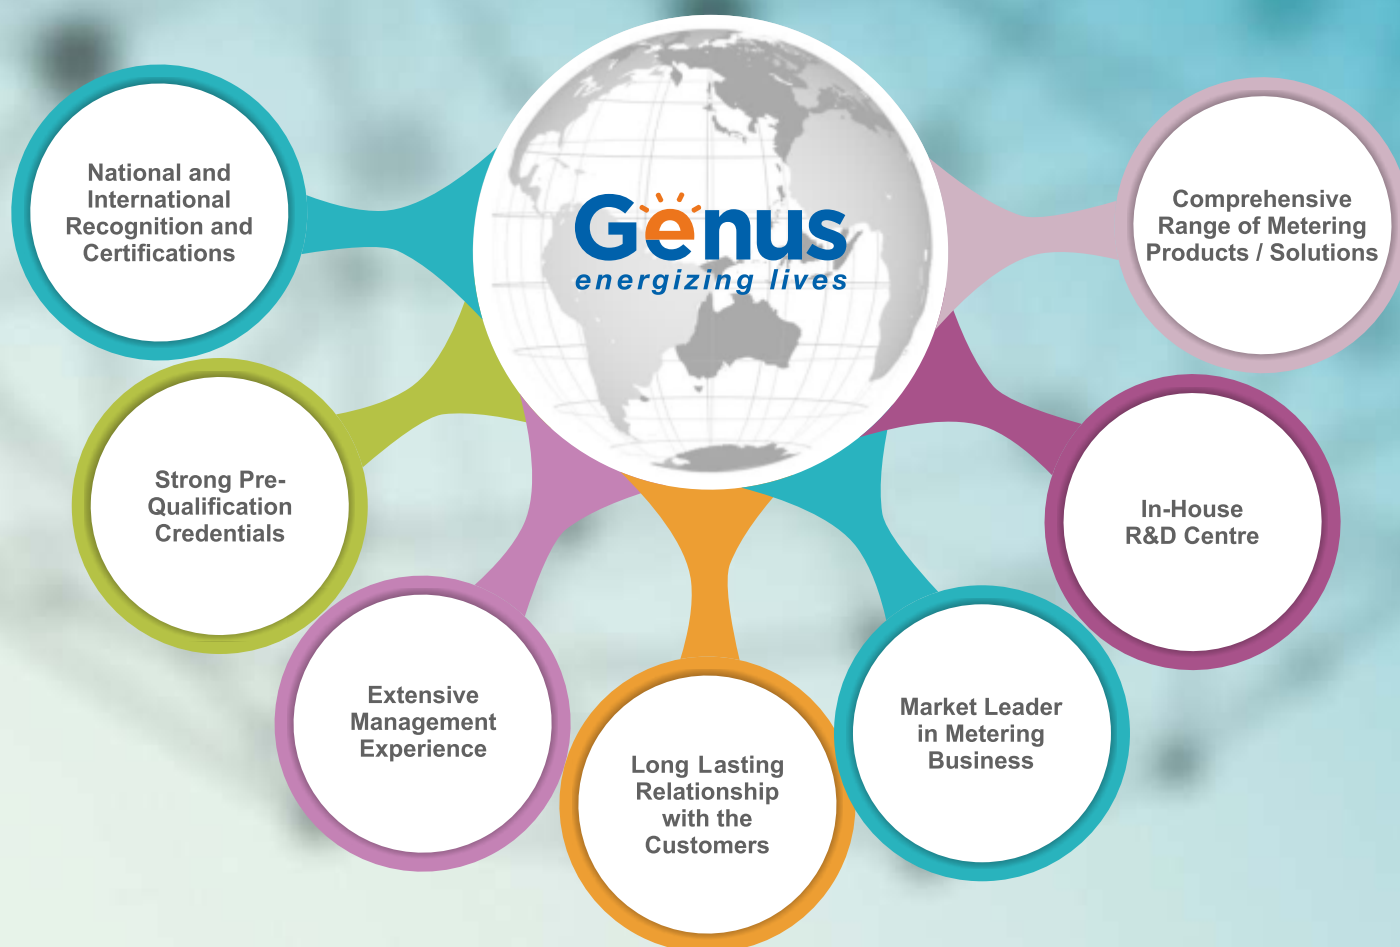 Genus
energizing lives
National and
International
Recognition and
Certifications
Strong Pre-
Qualification
Credentials
Extensive
Management
Experience
Long Lasting
Relationship
with the
Customers
Market Leader
in Metering
Business
In-House
R&D Centre
Comprehensive
Range of Metering
Products / Solutions